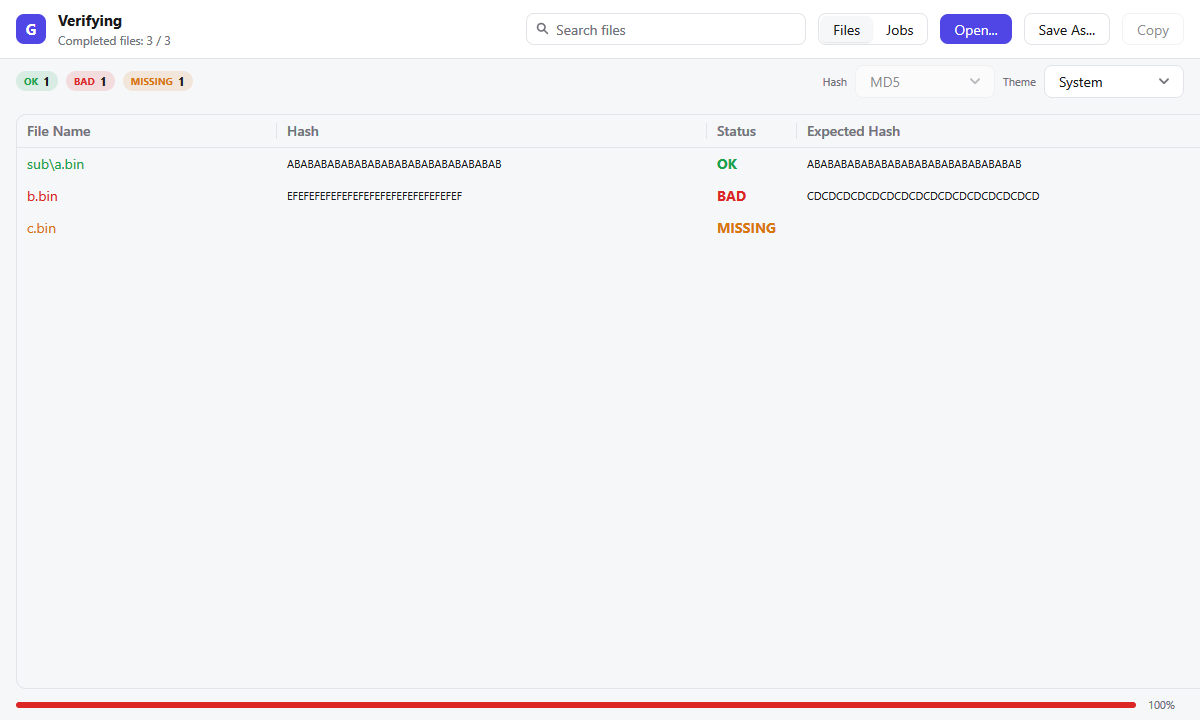 G
Verifying
Completed files: 3 / 3
Search files
Files
Jobs
Open...
Save As...
Copy
OK 1
BAD 1
MISSING 1
Hash
MD5
Theme
System
File Name
Hash
Status
Expected Hash
sub\a.bin
ABABABABABABABABABABABABABABABAB
OK
ABABABABABABABABABABABABABABABAB
b.bin
EFEFEFEFEFEFEFEFEFEFEFEFEFEFEFEF
BAD
CDCDCDCDCDCDCDCDCDCDCDCDCDCDCDCD
c.bin
MISSING
100%